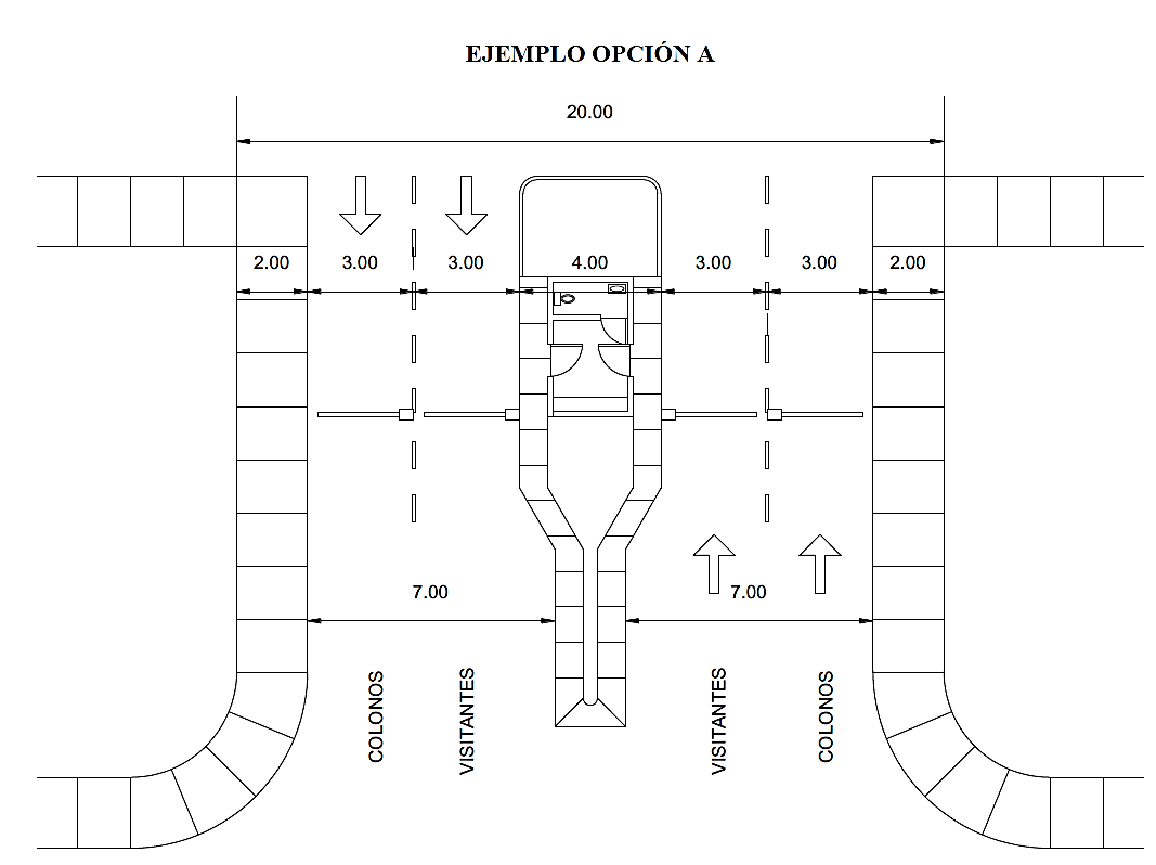 EJEMPLO OPCIÓN A
20.00
2.00 3.00 3.00 4.00 3.00 3.00 2.00
7.00 7.00
COLONOS VISITANTES VISITANTES COLONOS